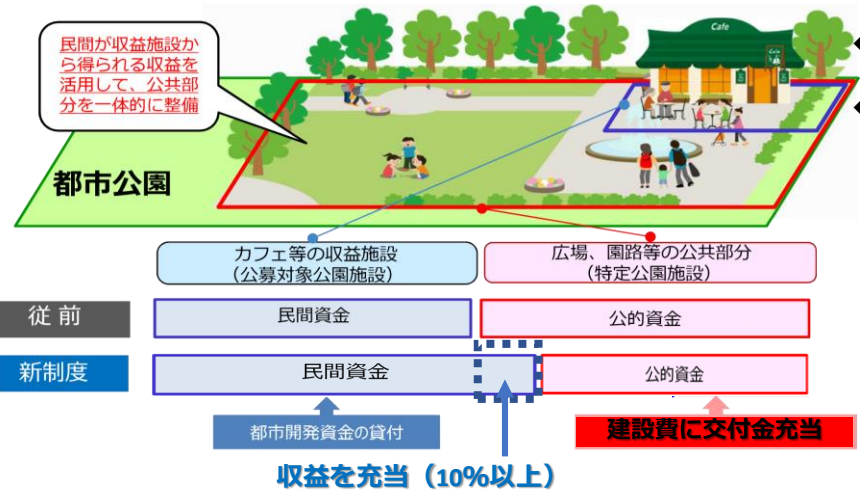 民間が収益施設か
ら得られる収益を
活用して、公共部
分を一体的に整備
Cafe
都市公園
カフェ等の収益施設
(公募対象公園施設)
広場、園路等の公共部分
(特定公園施設)
従 前
民間資金
公的資金
新制度
民間資金
公的資金
都市開発資金の貸付
建設費に交付金充当
収益を充当（10%以上）